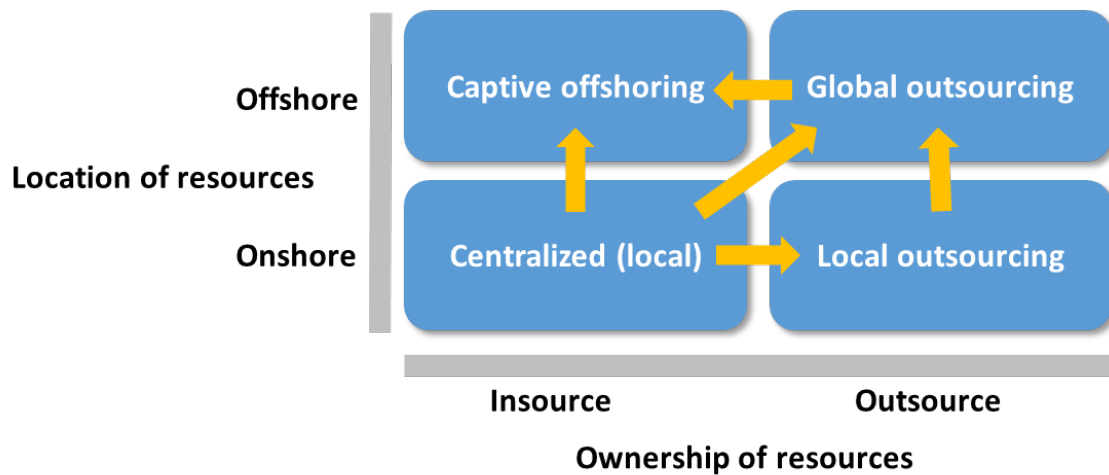 Captive offshoring
Global outsourcing
Offshore
Location of resources
Onshore
Centralized (local)
Local outsourcing
Insource
Outsource
Ownership of resources